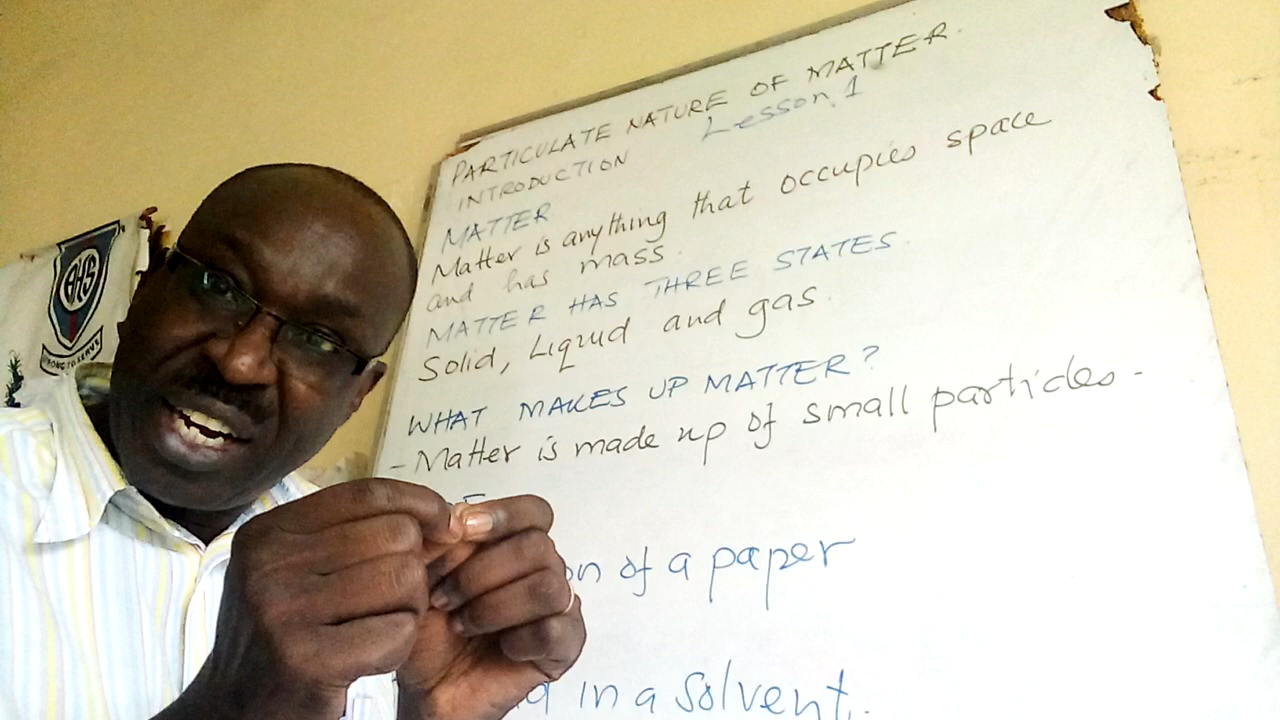 PARTICULATE NATURE OF MATTER.
Lesson.1
INTRODUCTION
MATTER
Matter is anything that occupies space
and has mass.
MATTER HAS THREE STATES.
Solid, Liquid and gas.
WHAT MAKES UP MATTER?
- Matter is made up of small particles -
of a paper
in a solvent.
AHS